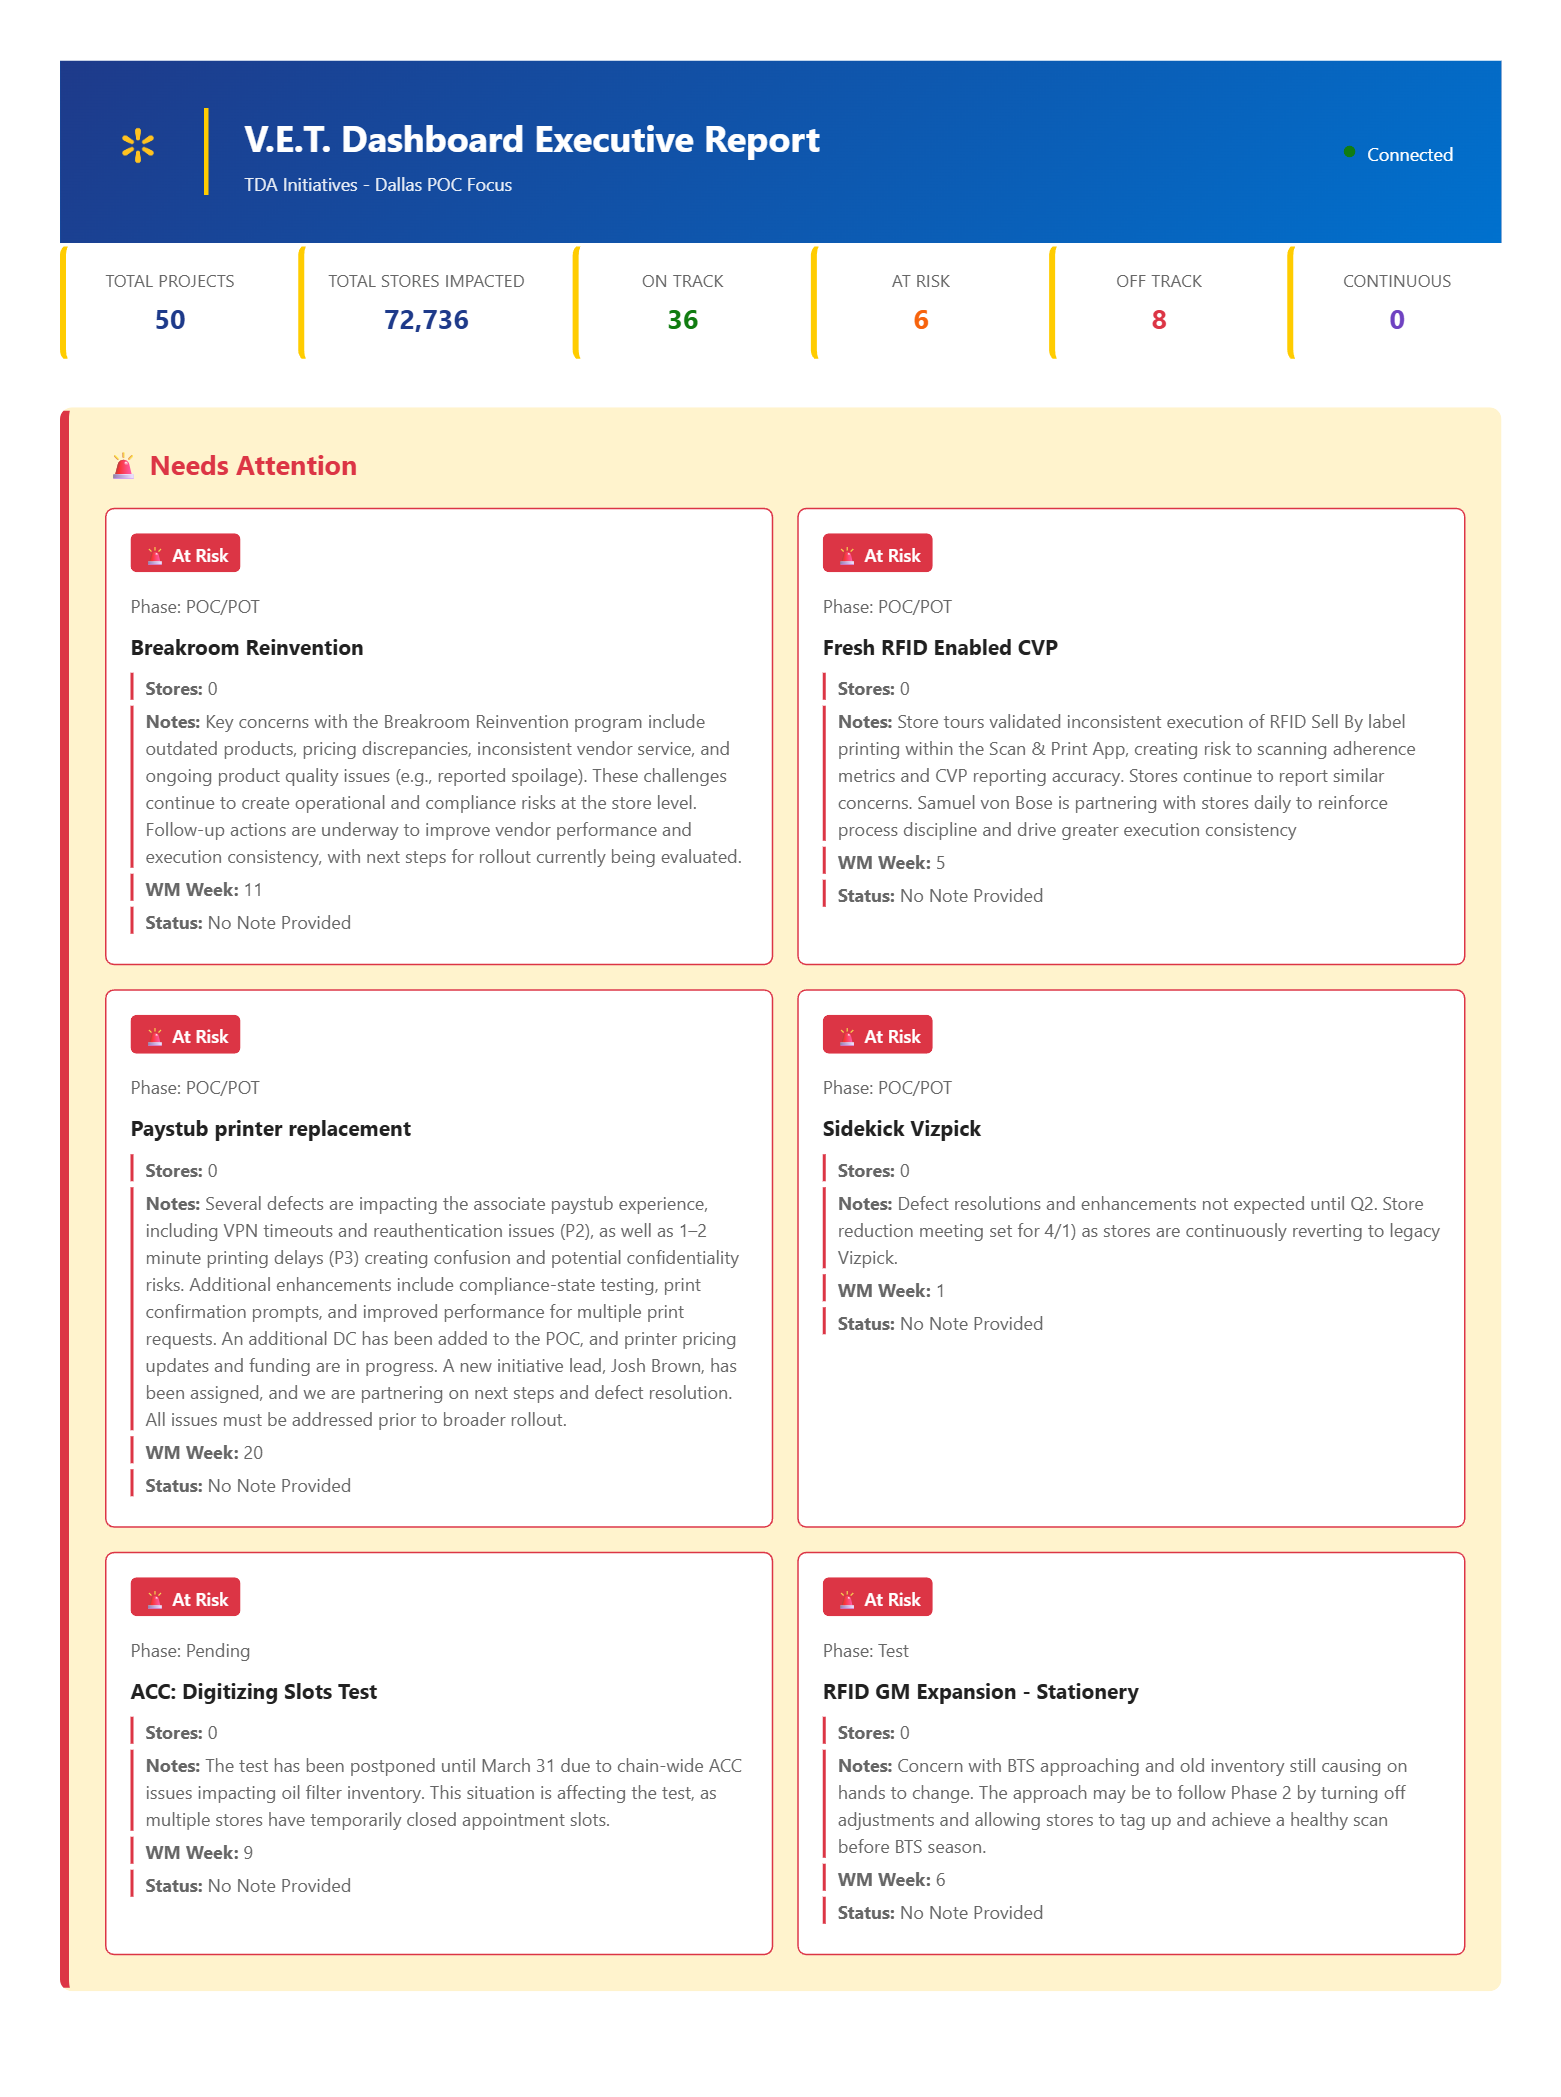 V.E.T. Dashboard Executive Report
TDA Initiatives - Dallas POC Focus
Connected
TOTAL PROJECTS
50
TOTAL STORES IMPACTED
72,736
ON TRACK
36
AT RISK
6
OFF TRACK
8
CONTINUOUS
0
Needs Attention
At Risk
Phase: POC/POT
Breakroom Reinvention
Stores: 0
Notes: Key concerns with the Breakroom Reinvention program include
outdated products, pricing discrepancies, inconsistent vendor service, and
ongoing product quality issues (e.g., reported spoilage). These challenges
continue to create operational and compliance risks at the store level.
Follow-up actions are underway to improve vendor performance and
execution consistency, with next steps for rollout currently being evaluated.
WM Week: 11
Status: No Note Provided
At Risk
Phase: POC/POT
Fresh RFID Enabled CVP
Stores: 0
Notes: Store tours validated inconsistent execution of RFID Sell By label
printing within the Scan & Print App, creating risk to scanning adherence
metrics and CVP reporting accuracy. Stores continue to report similar
concerns. Samuel von Bose is partnering with stores daily to reinforce
process discipline and drive greater execution consistency
WM Week: 5
Status: No Note Provided
At Risk
Phase: POC/POT
Paystub printer replacement
Stores: 0
Notes: Several defects are impacting the associate paystub experience,
including VPN timeouts and reauthentication issues (P2), as well as 1–2
minute printing delays (P3) creating confusion and potential confidentiality
risks. Additional enhancements include compliance-state testing, print
confirmation prompts, and improved performance for multiple print
requests. An additional DC has been added to the POC, and printer pricing
updates and funding are in progress. A new initiative lead, Josh Brown, has
been assigned, and we are partnering on next steps and defect resolution.
All issues must be addressed prior to broader rollout.
WM Week: 20
Status: No Note Provided
At Risk
Phase: POC/POT
Sidekick Vizpick
Stores: 0
Notes: Defect resolutions and enhancements not expected until Q2. Store
reduction meeting set for 4/1) as stores are continuously reverting to legacy
Vizpick.
WM Week: 1
Status: No Note Provided
At Risk
Phase: Pending
ACC: Digitizing Slots Test
Stores: 0
Notes: The test has been postponed until March 31 due to chain-wide ACC
issues impacting oil filter inventory. This situation is affecting the test, as
multiple stores have temporarily closed appointment slots.
WM Week: 9
Status: No Note Provided
At Risk
Phase: Test
RFID GM Expansion - Stationery
Stores: 0
Notes: Concern with BTS approaching and old inventory still causing on
hands to change. The approach may be to follow Phase 2 by turning off
adjustments and allowing stores to tag up and achieve a healthy scan
before BTS season.
WM Week: 6
Status: No Note Provided